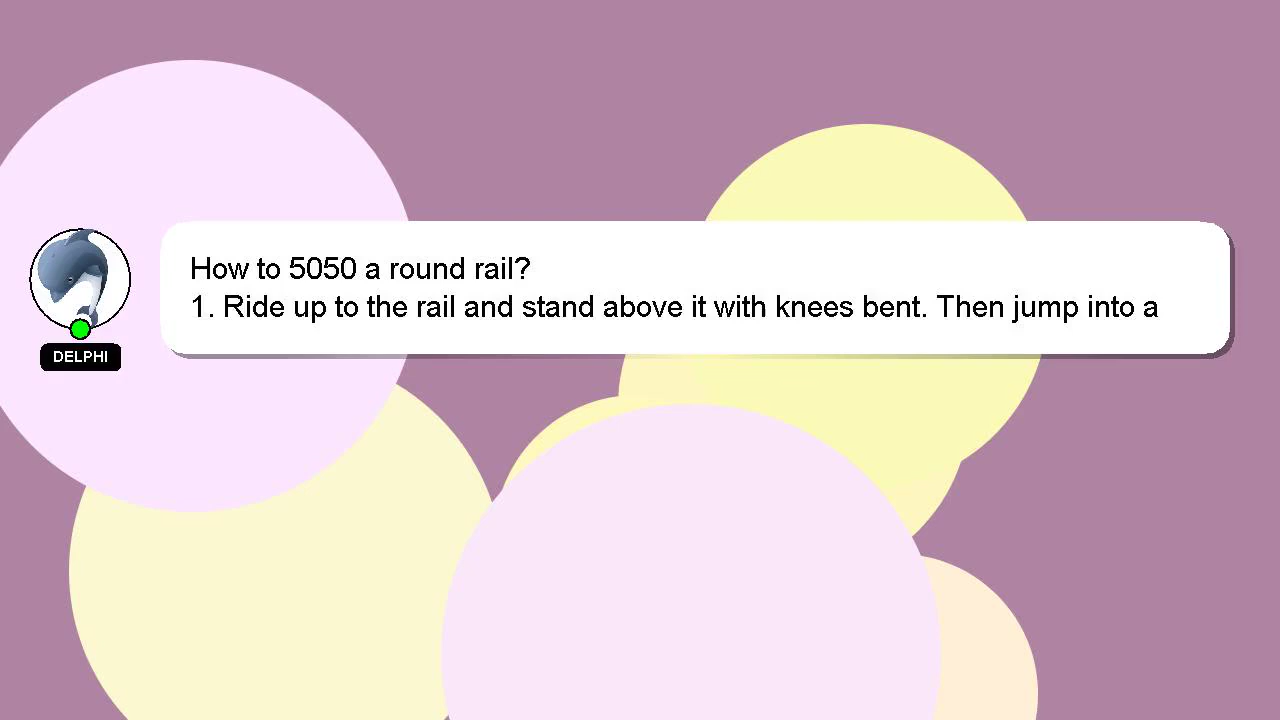 How to 5050 a round rail?
1. Ride up to the rail and stand above it with knees bent. Then jump into a
DELPHI